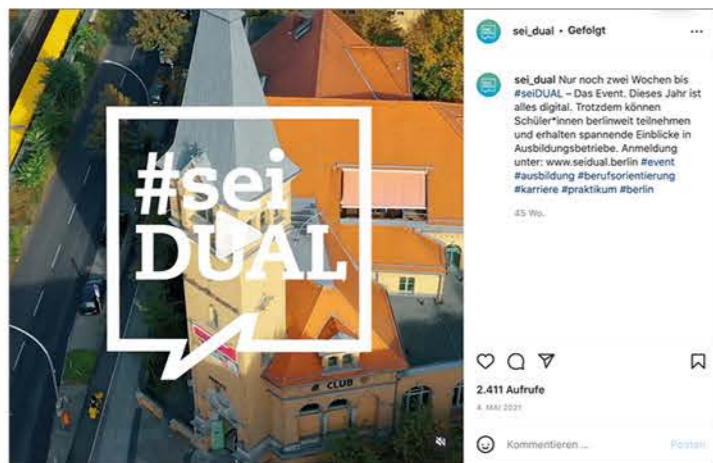 #sei
DUAL
CLUB
sei_dual • Gefolgt
sei_dual Nur noch zwei Wochen bis
#seiDUAL – Das Event. Dieses Jahr ist
alles digital. Trotzdem können
Schüler*innen berlinweit teilnehmen
und erhalten spannende Einblicke in
Ausbildungsbetriebe. Anmeldung
unter: www.seidual.berlin #event
#ausbildung #berufsorientierung
#karriere #praktikum #berlin
45 Wo.
2.411 Aufrufe
4. MAI 2021
Kommentieren ...
Posten